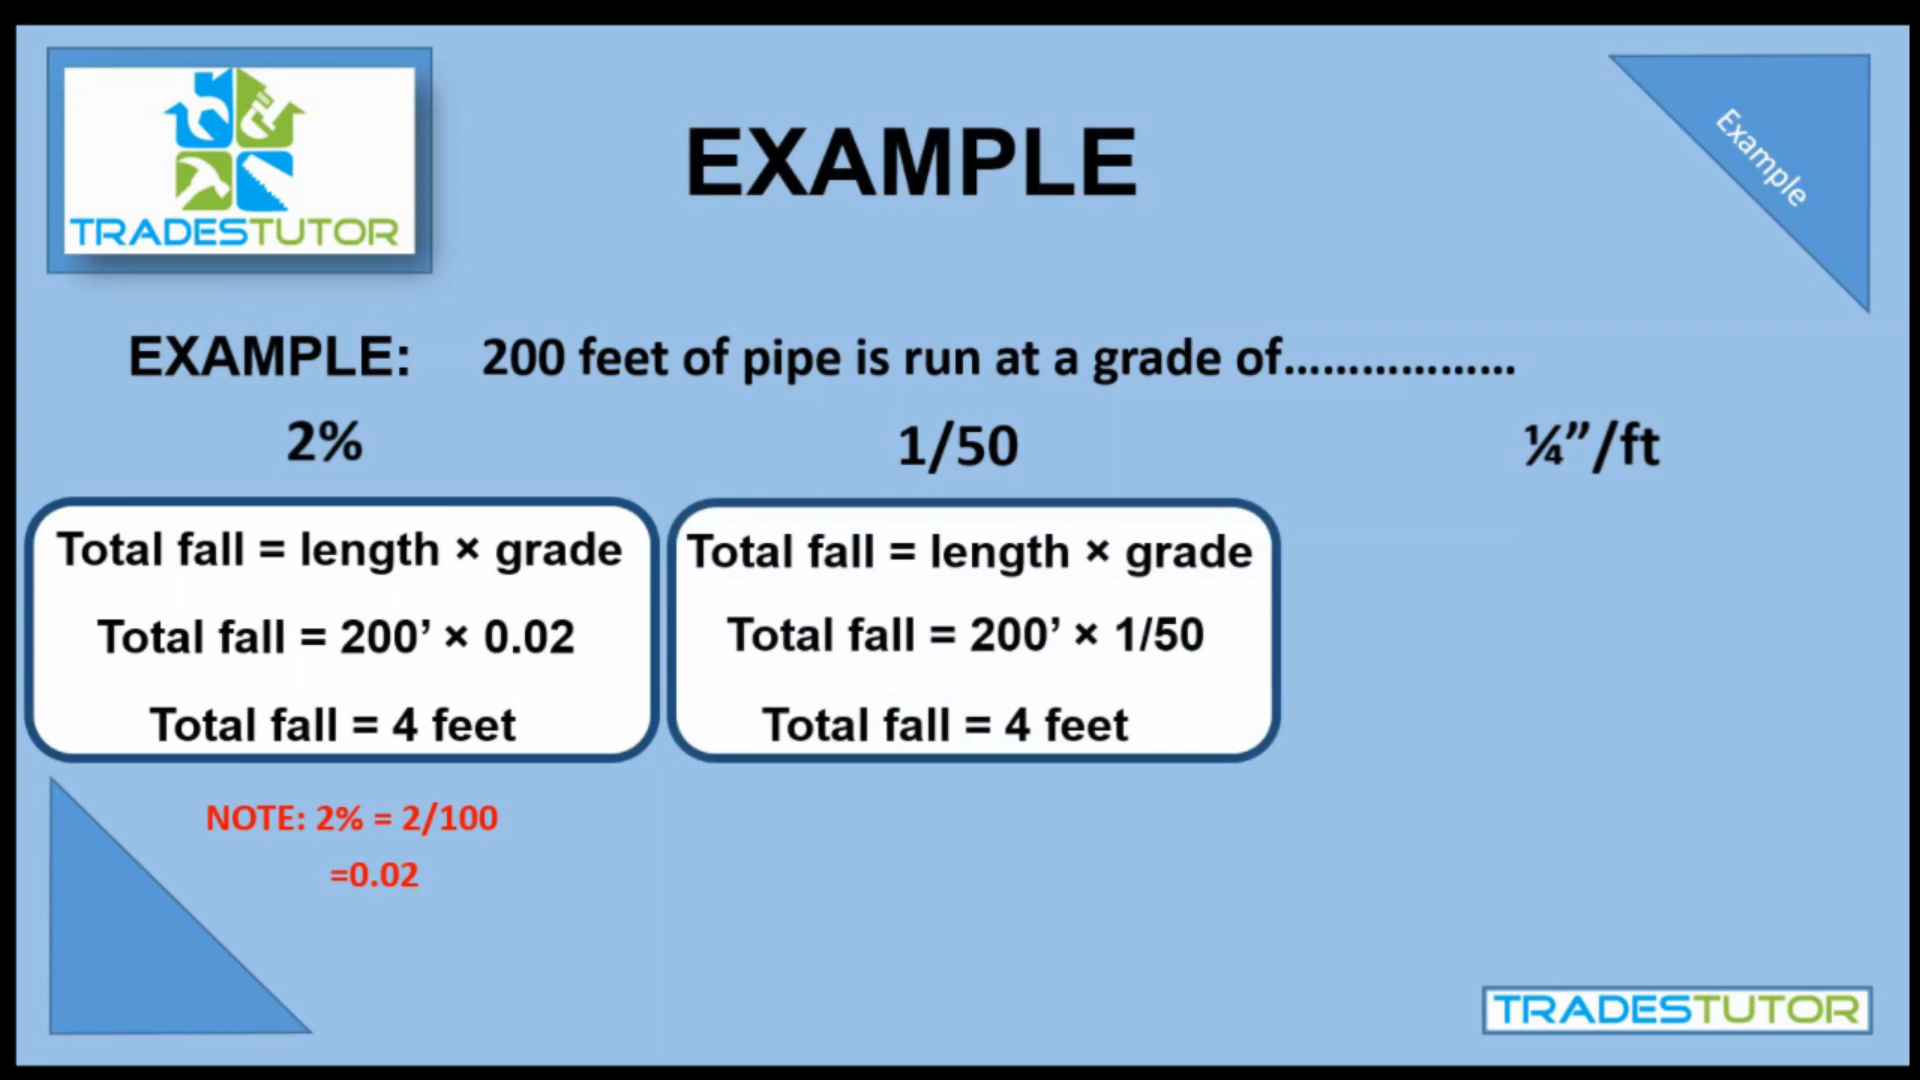 TRADESTUTOR
EXAMPLE
Example
EXAMPLE: 200 feet of pipe is run at a grade of..................
2% 1/50 ¼”/ft
Total fall = length × grade
Total fall = 200’ × 0.02
Total fall = 4 feet
Total fall = length × grade
Total fall = 200’ × 1/50
Total fall = 4 feet
NOTE: 2% = 2/100
=0.02
TRADESTUTOR